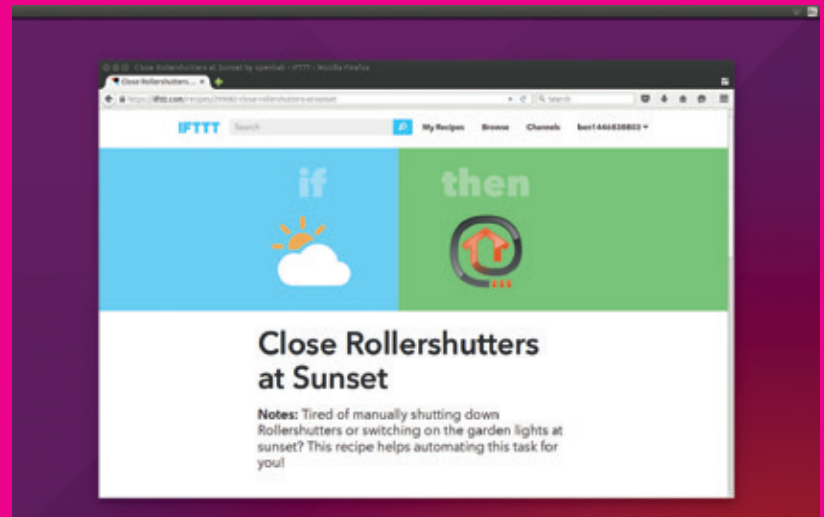 Close Rollershutters at Sunset by openhab - IFTTT - Mozilla Firefox
Close Rollershutters...
IFTTT
Search
My Recipes
Browse
Channels
Search
if
then
Close Rollershutters
at Sunset
Notes: Tired of manually shutting down
Rollershutters or switching on the garden lights at
sunset? This recipe helps automating this task for
you!